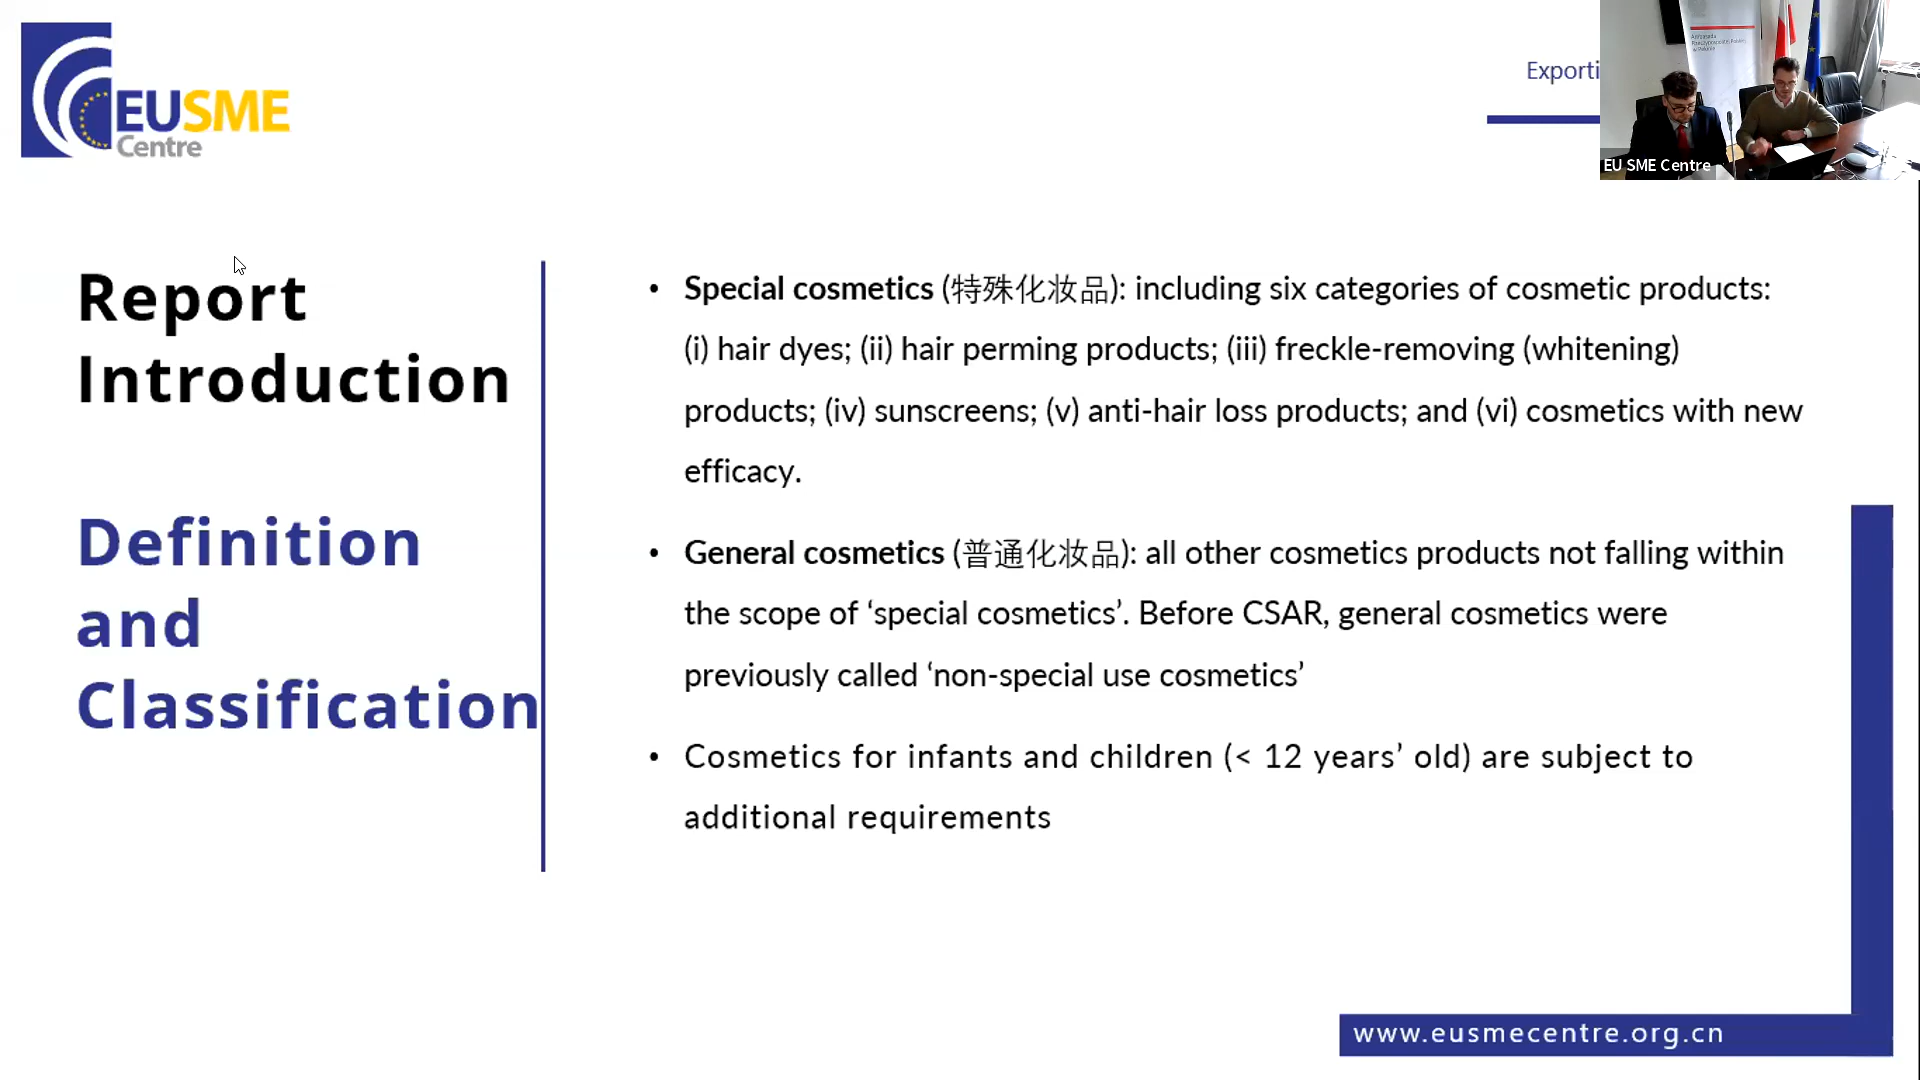 EUSME
Centre
Exporti
EU SME Centre
Report
Introduction
Definition
and
Classification
• Special cosmetics (特殊化妆品): including six categories of cosmetic products:
(i) hair dyes; (ii) hair perming products; (iii) freckle-removing (whitening)
products; (iv) sunscreens; (v) anti-hair loss products; and (vi) cosmetics with new
efficacy.
• General cosmetics (普通化妆品): all other cosmetics products not falling within
the scope of ‘special cosmetics’. Before CSAR, general cosmetics were
previously called ‘non-special use cosmetics’
• Cosmetics for infants and children (< 12 years’ old) are subject to
additional requirements
www.eusmecentre.org.cn